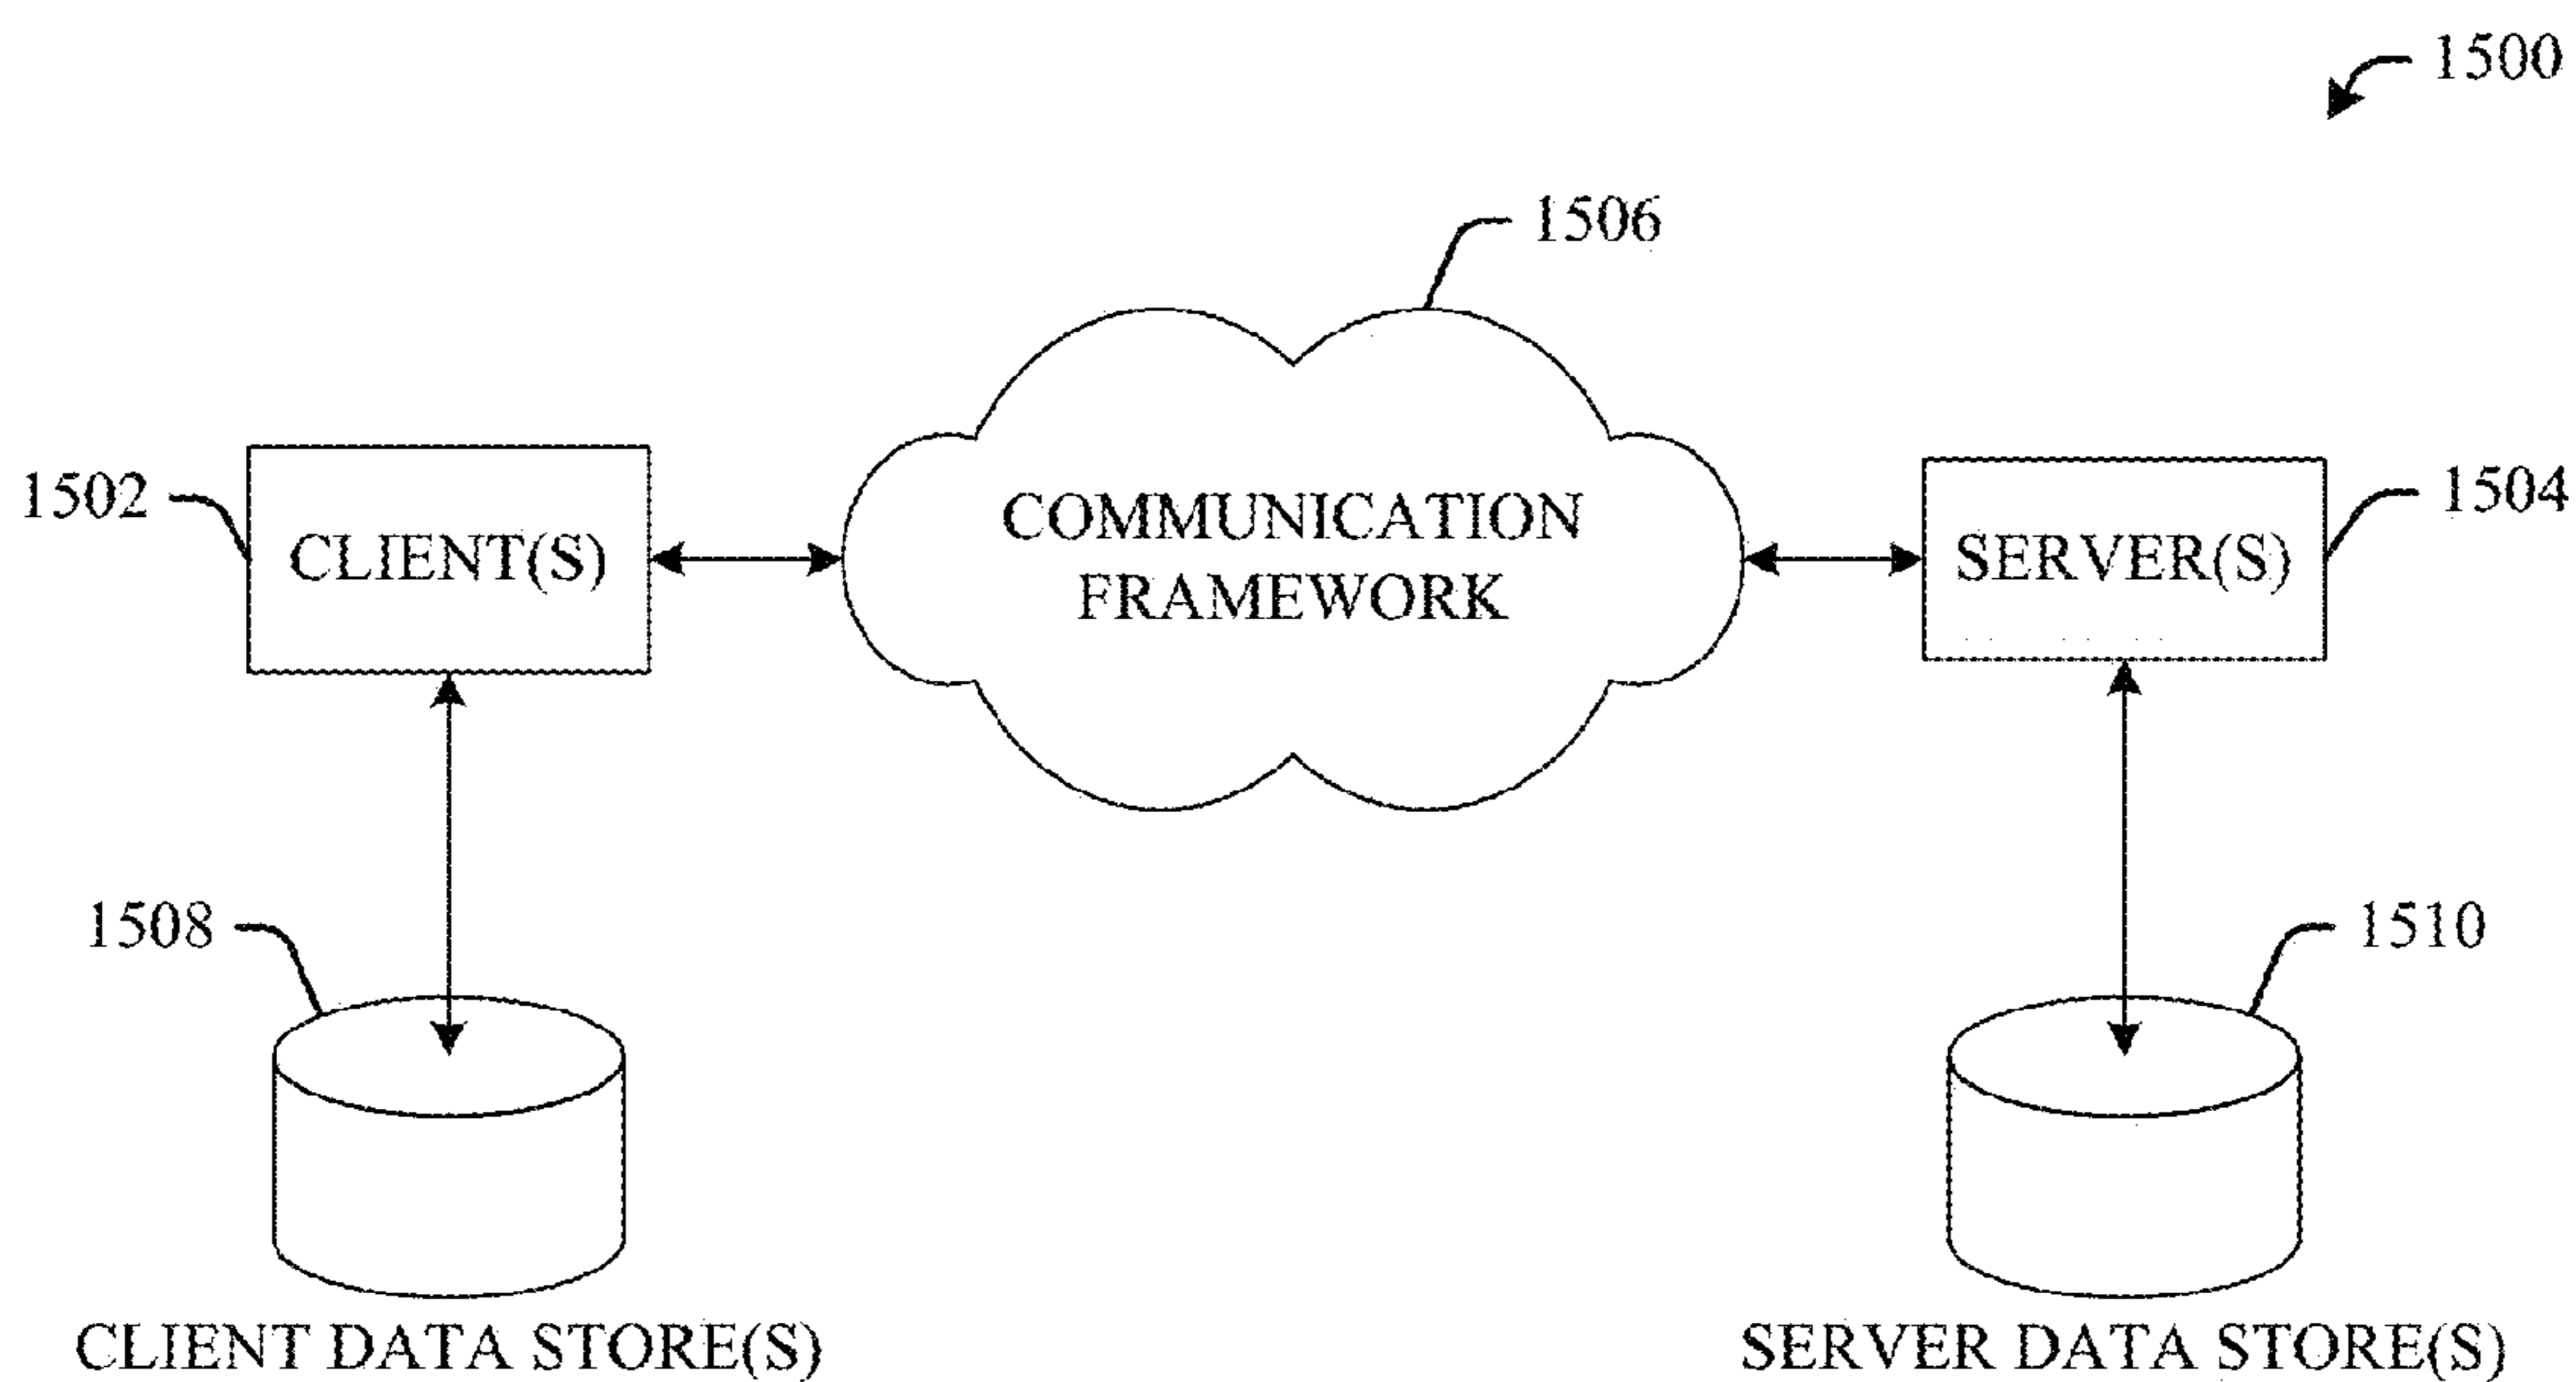 1500
1506
1502
CLIENT(S)
COMMUNICATION
FRAMEWORK
SERVER(S)
1504
1508
1510
CLIENT DATA STORE(S)
SERVER DATA STORE(S)